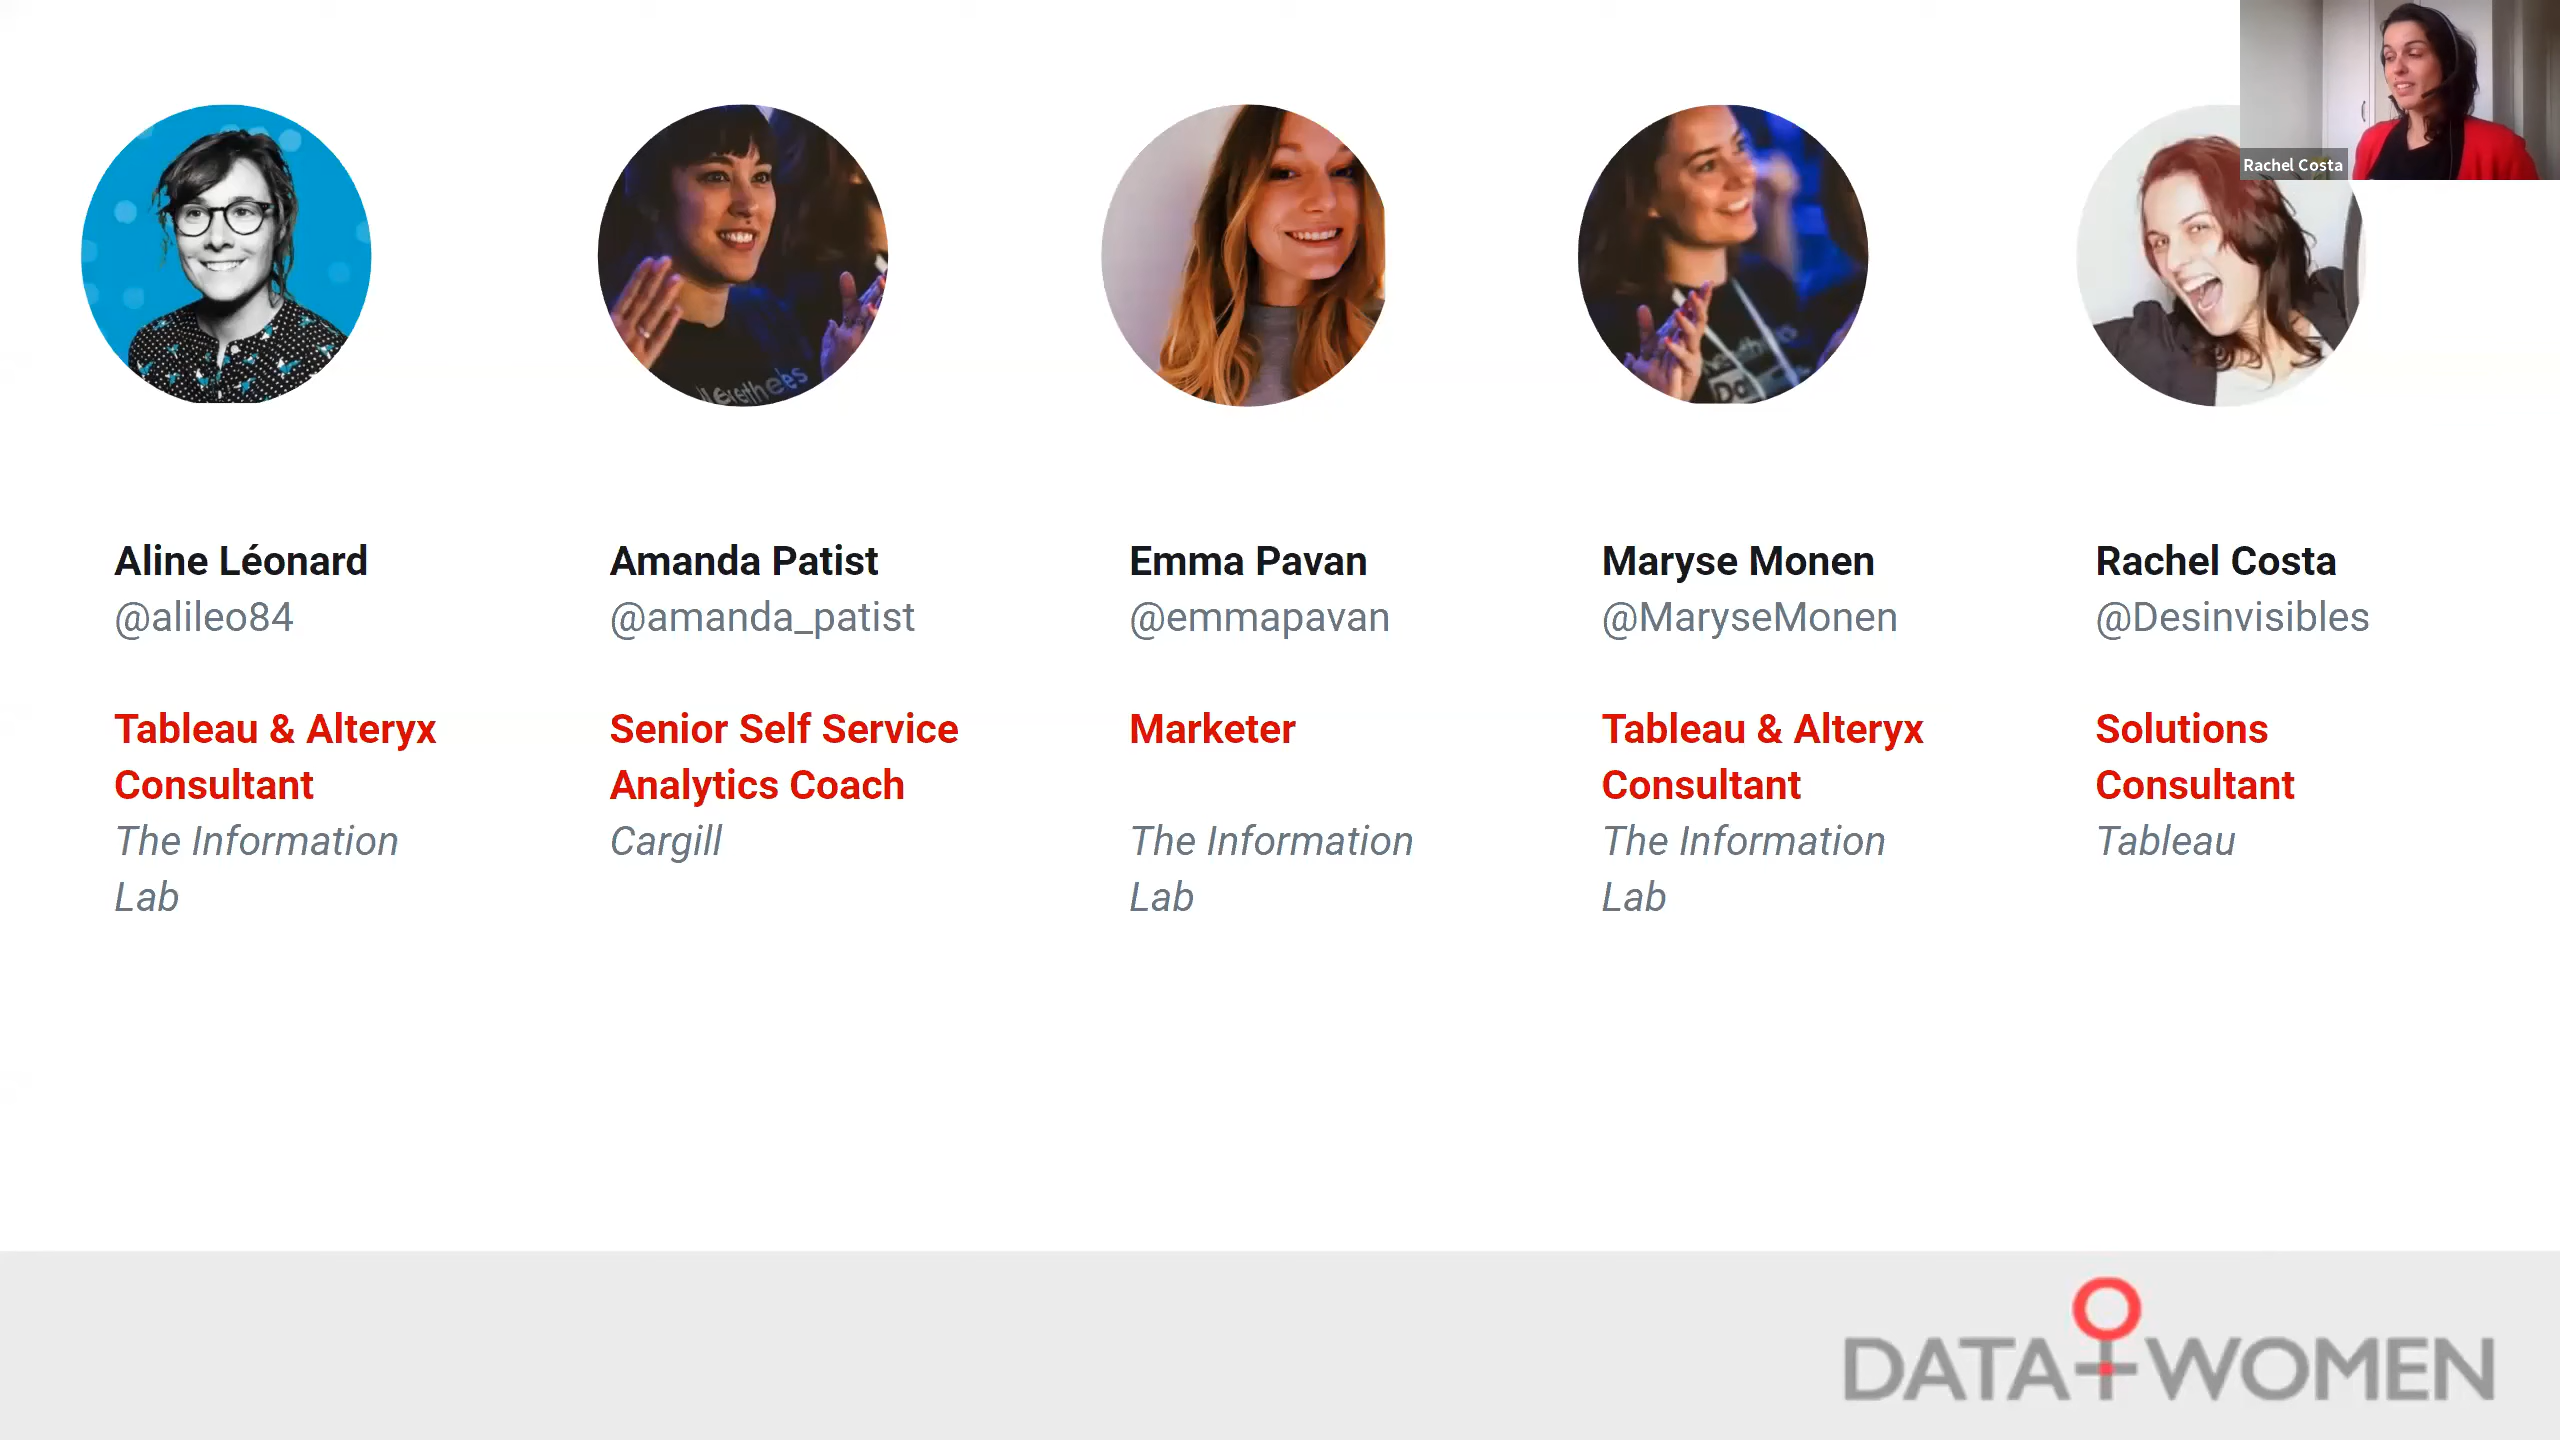 Rachel Costa
Aline Léonard
@alileo84
Tableau & Alteryx
Consultant
The Information
Lab
Amanda Patist
@amanda_patist
Senior Self Service
Analytics Coach
Cargill
Emma Pavan
@emmapavan
Marketer
The Information
Lab
Maryse Monen
@MaryseMonen
Tableau & Alteryx
Consultant
The Information
Lab
Rachel Costa
@Desinvisibles
Solutions
Consultant
Tableau
DATA+WOMEN